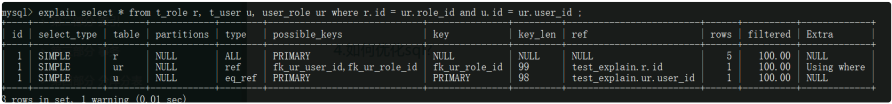 mysql> explain select * from t_role r, t_user u, user_role ur where r.id = ur.role_id and u.id = ur.user_id ;
| id | select_type | table | partitions | type | possible_keys | key | key_len | ref | rows | filtered | Extra |
| 1 | SIMPLE | r | NULL | ALL | PRIMARY | NULL | NULL | NULL | 5 | 100.00 | NULL |
| 1 | SIMPLE | ur | NULL | ref | fk_ur_user_id,fk_ur_role_id | fk_ur_role_id | 99 | test_explain.r.id | 1 | 100.00 | Using where |
| 1 | SIMPLE | u | NULL | eq_ref | PRIMARY | PRIMARY | 98 | test_explain.ur.user_id | 1 | 100.00 | NULL |
3 rows in set, 1 warning (0.01 sec)